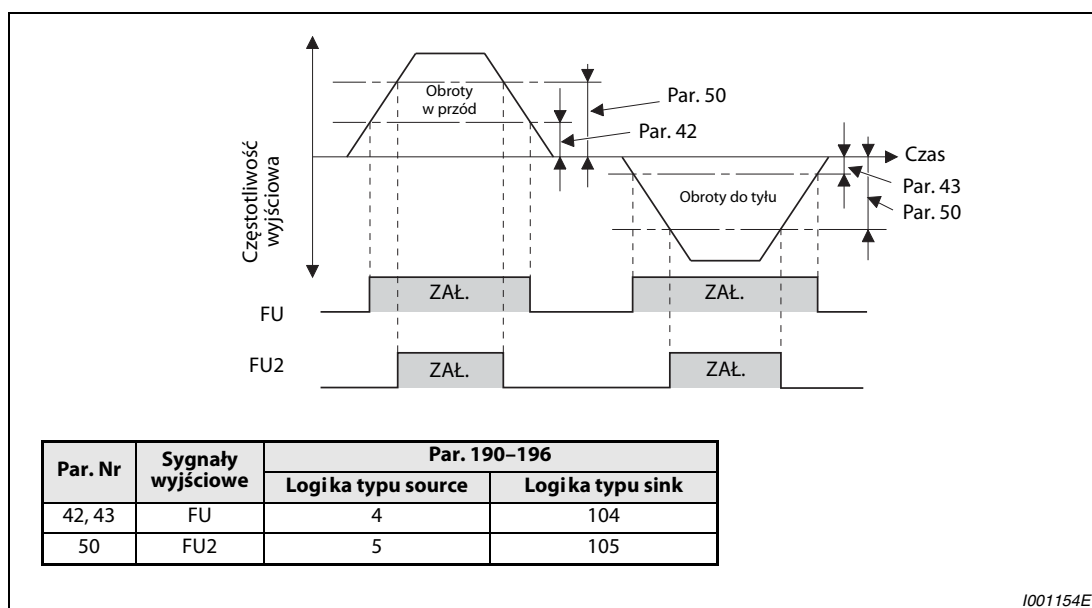 Obroty
w przód
Par. 50
Par. 42
Częstotliwość
wyjściowa
Czas
Obroty do tyłu
Par. 43
Par. 50
ZAŁ.
ZAŁ.
FU
ZAŁ.
ZAŁ.
FU2
Par. Nr Sygnały wyjściowe Par. 190–196
Logika typu source Logika typu sink
42, 43 FU 4 104
50 FU2 5 105
I001154E